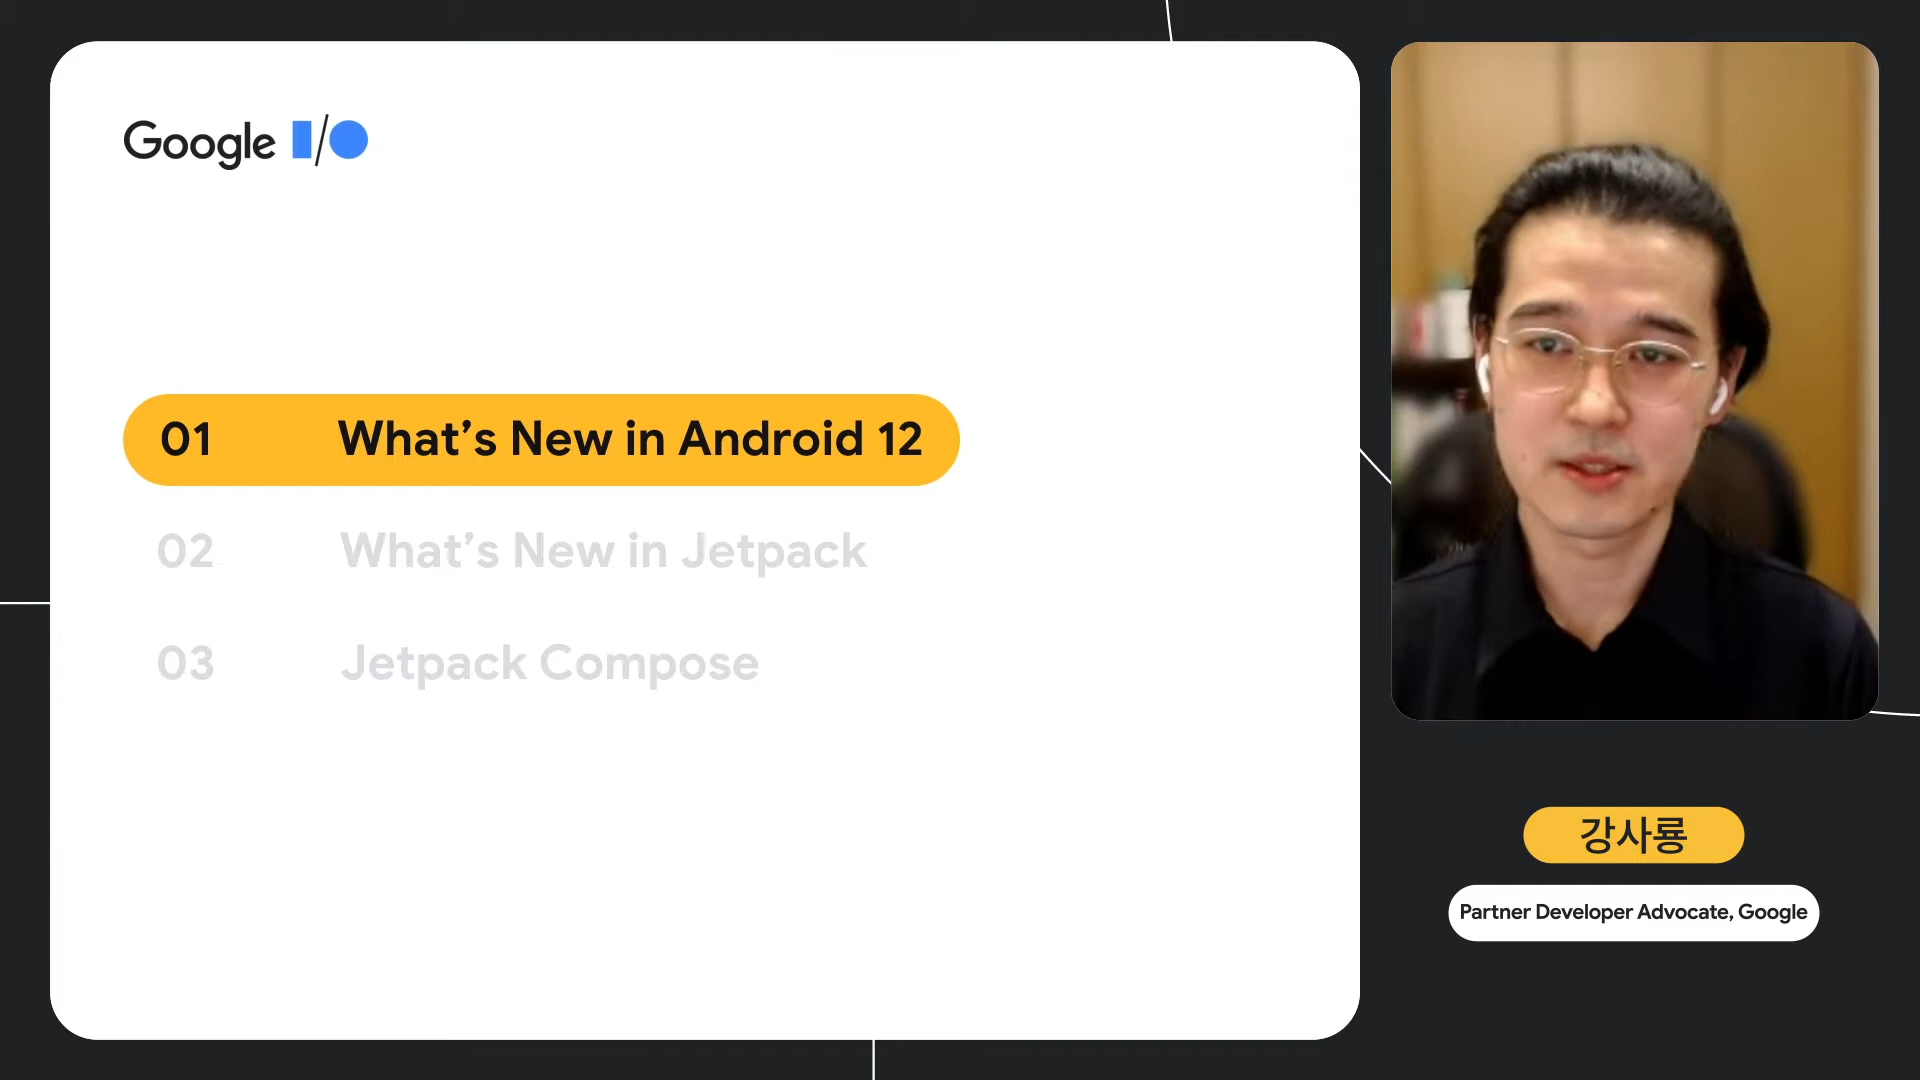 Google I/O
01 What’s New in Android 12
02 What’s New in Jetpack
03 Jetpack Compose
강사룡
Partner Developer Advocate, Google